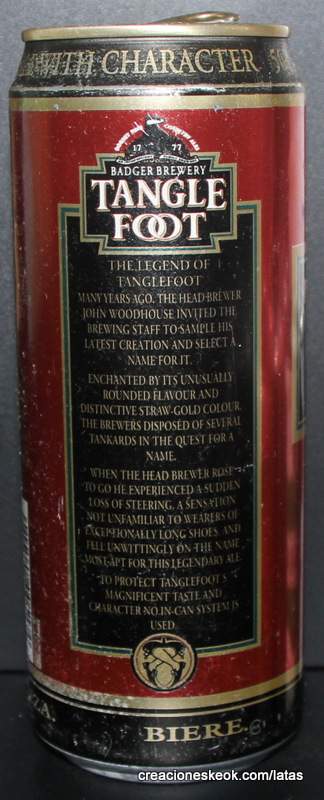 WITH CHARACTER
17 77
BADGER BREWERY
TANGLE
FOOT
THE LEGEND OF
TANGLEFOOT
MANY YEARS AGO, THE HEAD BREWER
JOHN WOODHOUSE INVITED THE
BREWING STAFF TO SAMPLE HIS
LATEST CREATION AND SELECT A
NAME FOR IT.
ENCHANTED BY ITS UNUSUALLY
ROUNDED FLAVOUR AND
DISTINCTIVE STRAW-GOLD COLOUR,
THE BREWERS DISPOSED OF SEVERAL
TANKARDS IN THE QUEST FOR A
NAME.
WHEN THE HEAD BREWER ROSE
TO GO HE EXPERIENCED A SUDDEN
LOSS OF STEERING, A SENSATION
NOT UNFAMILIAR TO WEARERS OF
EXCEPTIONALLY LONG SHOES, AND
FELL UNWITTINGLY ON THE NAME
MOST APT FOR THIS LEGENDARY ALE.
TO PROTECT TANGLEFOOT'S
MAGNIFICENT TASTE AND
CHARACTER NO IN-CAN SYSTEM IS
USED.
BIERE
creacioneskeok.com/latas